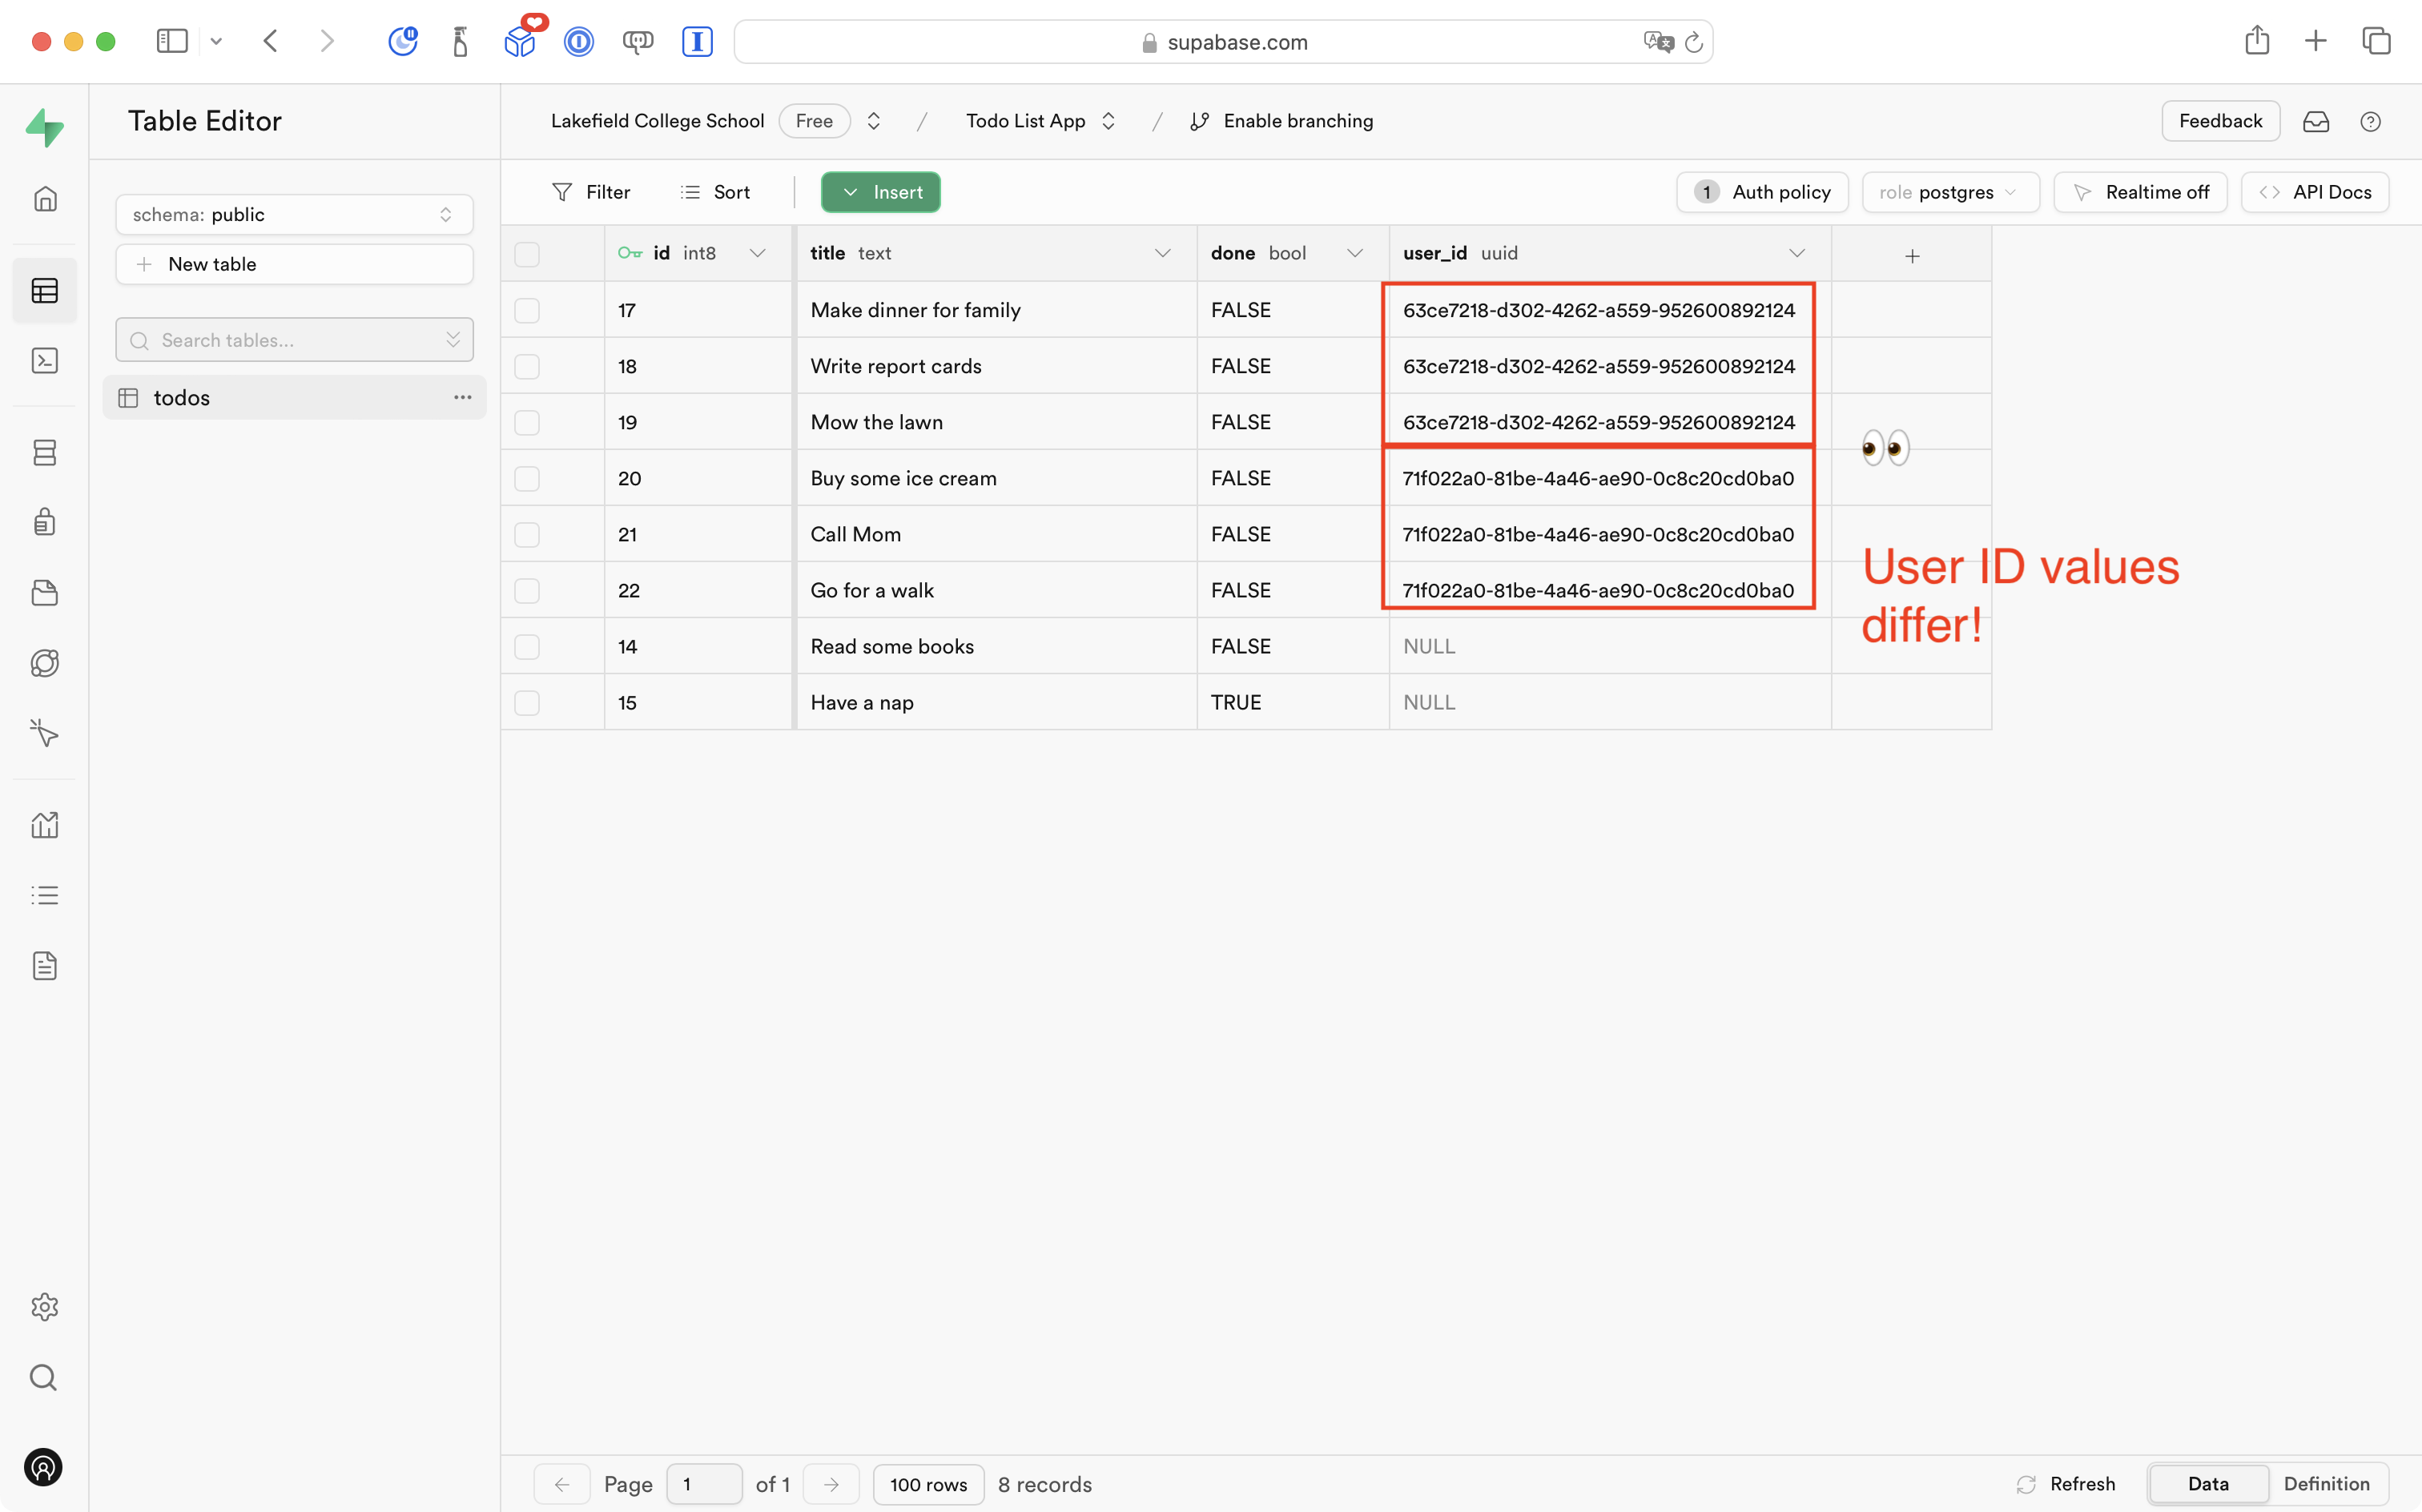 supabase.com
Table Editor
Lakefield College School Free / Todo List App / Enable branching
Feedback
schema: public
New table
Search tables...
todos
Filter Sort Insert
1 Auth policy role postgres Realtime off API Docs
id int8 title text done bool user_id uuid
17 Make dinner for family FALSE 63ce7218-d302-4262-a559-952600892124
18 Write report cards FALSE 63ce7218-d302-4262-a559-952600892124
19 Mow the lawn FALSE 63ce7218-d302-4262-a559-952600892124
20 Buy some ice cream FALSE 71f022a0-81be-4a46-ae90-0c8c20cd0ba0
21 Call Mom FALSE 71f022a0-81be-4a46-ae90-0c8c20cd0ba0
22 Go for a walk FALSE 71f022a0-81be-4a46-ae90-0c8c20cd0ba0
14 Read some books FALSE NULL
15 Have a nap TRUE NULL
User ID values
differ!
Page 1 of 1 100 rows 8 records
Refresh Data Definition